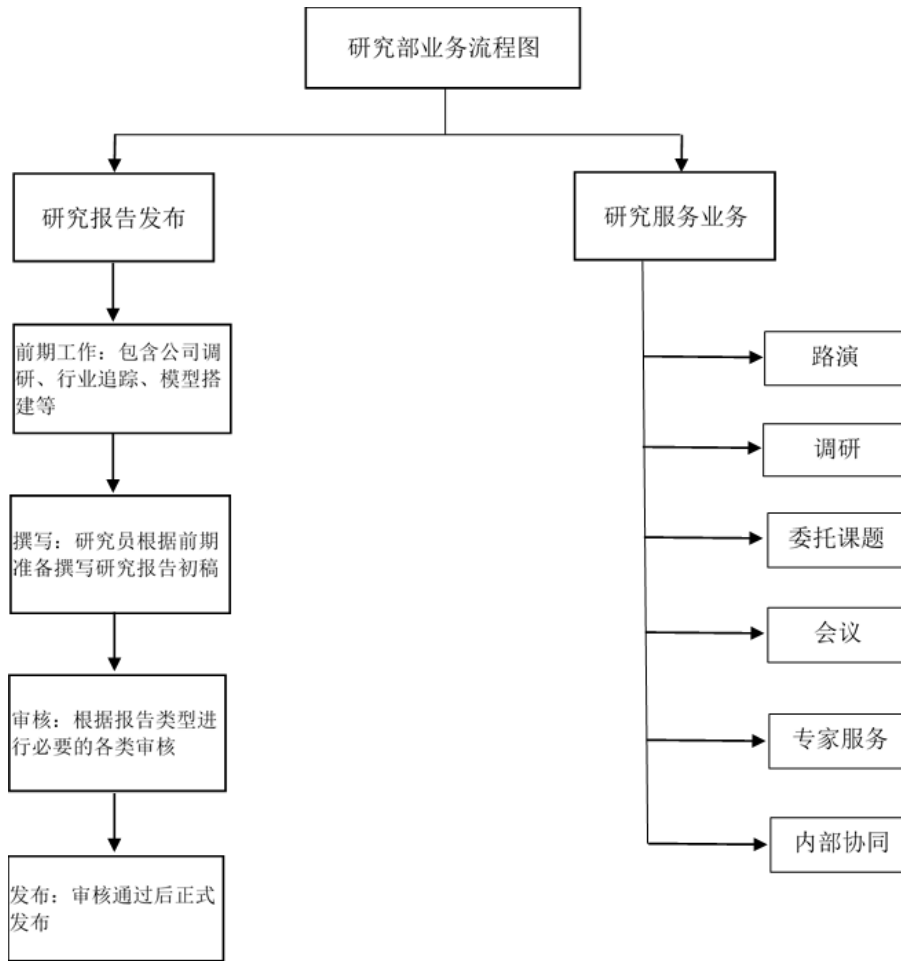 研究部业务流程图
研究报告发布
研究服务业务
前期工作：包含公司调
研、行业追踪、模型搭
建等
撰写：研究员根据前期
准备撰写研究报告初稿
审核：根据报告类型进
行必要的各类审核
发布：审核通过后正式
发布
路演
调研
委托课题
会议
专家服务
内部协同